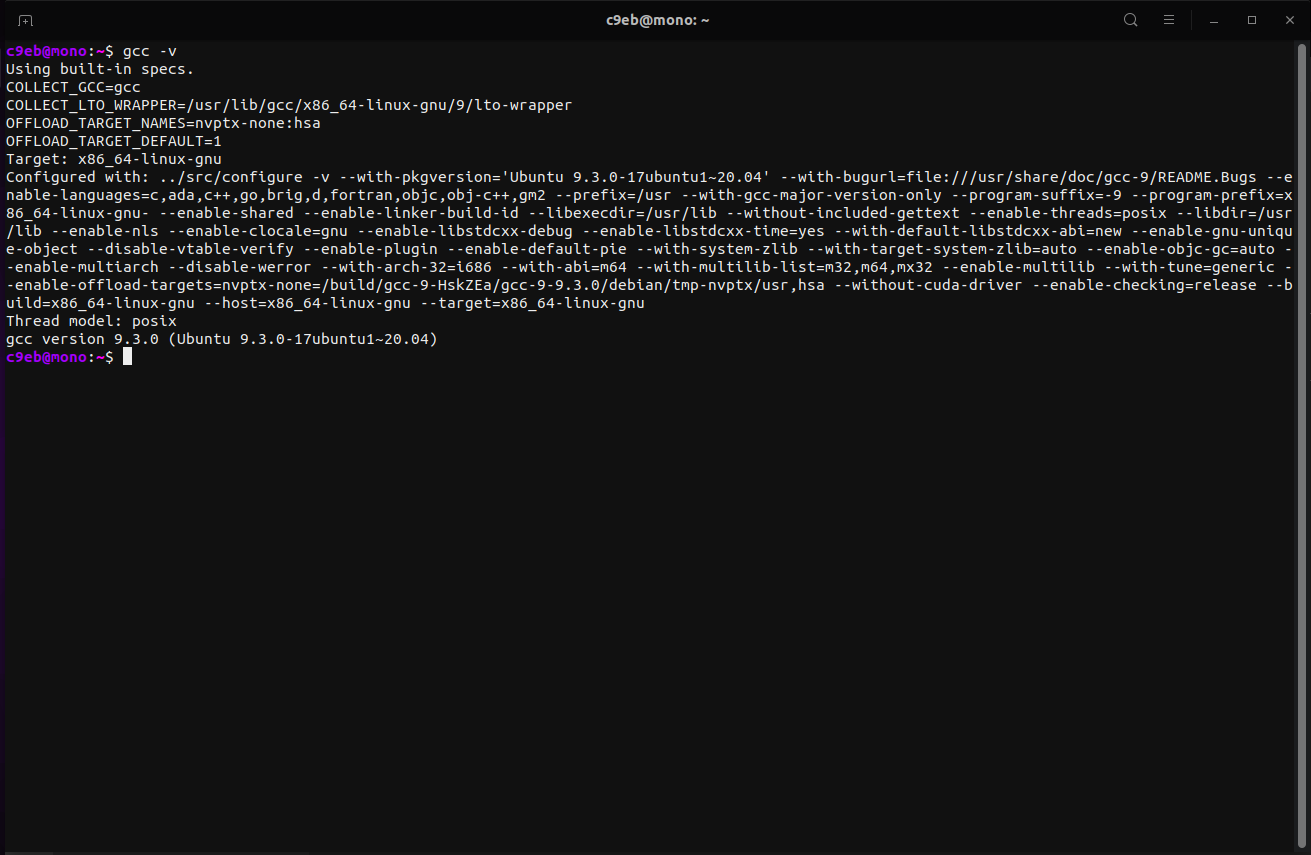 c9eb@mono: ~
c9eb@mono:~$ gcc -v
Using built-in specs.
COLLECT_GCC=gcc
COLLECT_LTO_WRAPPER=/usr/lib/gcc/x86_64-linux-gnu/9/lto-wrapper
OFFLOAD_TARGET_NAMES=nvptx-none:hsa
OFFLOAD_TARGET_DEFAULT=1
Target: x86_64-linux-gnu
Configured with: ../src/configure -v --with-pkgversion='Ubuntu 9.3.0-17ubuntu1~20.04' --with-bugurl=file:///usr/share/doc/gcc-9/README.Bugs --e
nable-languages=c,ada,c++,go,brig,d,fortran,objc,obj-c++,gm2 --prefix=/usr --with-gcc-major-version-only --program-suffix=-9 --program-prefix=x
86_64-linux-gnu- --enable-shared --enable-linker-build-id --libexecdir=/usr/lib --without-included-gettext --enable-threads=posix --libdir=/usr
/lib --enable-nls --enable-clocale=gnu --enable-libstdcxx-debug --enable-libstdcxx-time=yes --with-default-libstdcxx-abi=new --enable-gnu-uniqu
e-object --disable-vtable-verify --enable-plugin --enable-default-pie --with-system-zlib --with-target-system-zlib=auto --enable-objc-gc=auto -
-enable-multiarch --disable-werror --with-arch-32=i686 --with-abi=m64 --with-multilib-list=m32,m64,mx32 --enable-multilib --with-tune=generic -
-enable-offload-targets=nvptx-none=/build/gcc-9-HskZEa/gcc-9-9.3.0/debian/tmp-nvptx/usr,hsa --without-cuda-driver --enable-checking=release --b
uild=x86_64-linux-gnu --host=x86_64-linux-gnu --target=x86_64-linux-gnu
Thread model: posix
gcc version 9.3.0 (Ubuntu 9.3.0-17ubuntu1~20.04)
c9eb@mono:~$